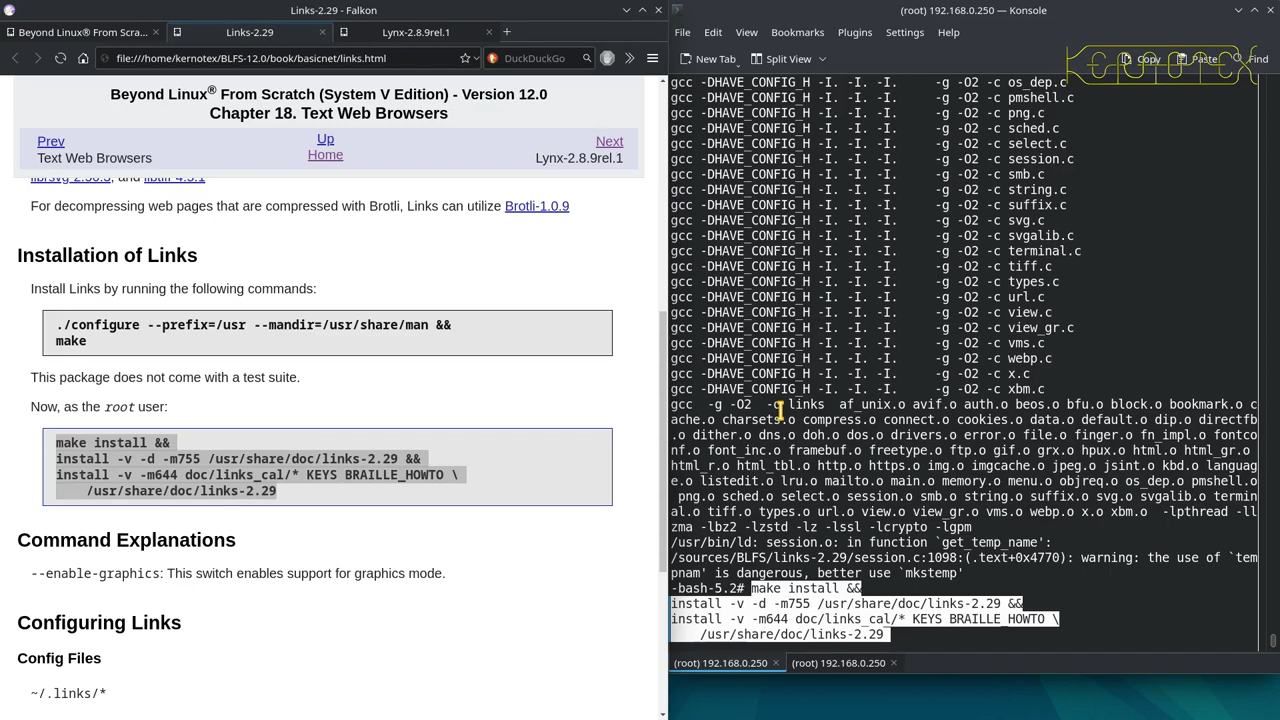 Links-2.29 - Falkon
Beyond Linux® From Scra...
Links-2.29
Lynx-2.8.9rel.1
file:///home/kernotex/BLFS-12.0/book/basicnet/links.html
DuckDuckGo
Beyond Linux® From Scratch (System V Edition) - Version 12.0
Chapter 18. Text Web Browsers
Prev
Up
Next
Text Web Browsers
Home
Lynx-2.8.9rel.1
librsvg-2.56.3, and libtiff-4.5.1
For decompressing web pages that are compressed with Brotli, Links can utilize Brotli-1.0.9
Installation of Links
Install Links by running the following commands:
./configure --prefix=/usr --mandir=/usr/share/man &&
make
This package does not come with a test suite.
Now, as the root user:
make install &&
install -v -d -m755 /usr/share/doc/links-2.29 &&
install -v -m644 doc/links_cal/* KEYS BRAILLE_HOWTO \
/usr/share/doc/links-2.29
Command Explanations
--enable-graphics: This switch enables support for graphics mode.
Configuring Links
Config Files
~/.links/*
(root) 192.168.0.250 — Konsole
File Edit View Bookmarks Plugins Settings Help
New Tab Split View Copy Paste Find
gcc -DHAVE_CONFIG_H -I. -I. -I. -g -O2 -c os_dep.c
gcc -DHAVE_CONFIG_H -I. -I. -I. -g -O2 -c pmshell.c
gcc -DHAVE_CONFIG_H -I. -I. -I. -g -O2 -c png.c
gcc -DHAVE_CONFIG_H -I. -I. -I. -g -O2 -c sched.c
gcc -DHAVE_CONFIG_H -I. -I. -I. -g -O2 -c select.c
gcc -DHAVE_CONFIG_H -I. -I. -I. -g -O2 -c session.c
gcc -DHAVE_CONFIG_H -I. -I. -I. -g -O2 -c smb.c
gcc -DHAVE_CONFIG_H -I. -I. -I. -g -O2 -c string.c
gcc -DHAVE_CONFIG_H -I. -I. -I. -g -O2 -c suffix.c
gcc -DHAVE_CONFIG_H -I. -I. -I. -g -O2 -c svg.c
gcc -DHAVE_CONFIG_H -I. -I. -I. -g -O2 -c svgalib.c
gcc -DHAVE_CONFIG_H -I. -I. -I. -g -O2 -c terminal.c
gcc -DHAVE_CONFIG_H -I. -I. -I. -g -O2 -c tiff.c
gcc -DHAVE_CONFIG_H -I. -I. -I. -g -O2 -c types.c
gcc -DHAVE_CONFIG_H -I. -I. -I. -g -O2 -c url.c
gcc -DHAVE_CONFIG_H -I. -I. -I. -g -O2 -c view.c
gcc -DHAVE_CONFIG_H -I. -I. -I. -g -O2 -c view_gr.c
gcc -DHAVE_CONFIG_H -I. -I. -I. -g -O2 -c vms.c
gcc -DHAVE_CONFIG_H -I. -I. -I. -g -O2 -c webp.c
gcc -DHAVE_CONFIG_H -I. -I. -I. -g -O2 -c x.c
gcc -DHAVE_CONFIG_H -I. -I. -I. -g -O2 -c xbm.c
gcc -g -O2 -o links af_unix.o avif.o auth.o beos.o bfu.o block.o bookmark.o c
ache.o charsets.o compress.o connect.o cookies.o data.o default.o dip.o directfb
.o dither.o dns.o doh.o dos.o drivers.o error.o file.o finger.o fn_impl.o fontco
nf.o font_inc.o framebuf.o freetype.o ftp.o gif.o grx.o hpux.o html.o html_gr.o
html_r.o html_tbl.o http.o https.o img.o imgcache.o jpeg.o jsint.o kbd.o languag
e.o listedit.o lru.o mailto.o main.o memory.o menu.o objreq.o os_dep.o pmshell.o
png.o sched.o select.o session.o smb.o string.o suffix.o svg.o svgalib.o termin
al.o tiff.o types.o url.o view.o view_gr.o vms.o webp.o x.o xbm.o -lpthread -ll
zma -lbz2 -lzstd -lz -lssl -lcrypto -lgpm
/usr/bin/ld: session.o: in function `get_temp_name':
/sources/BLFS/links-2.29/session.c:1098:(.text+0x4770): warning: the use of `tem
pnam' is dangerous, better use `mkstemp'
-bash-5.2# make install &&
install -v -d -m755 /usr/share/doc/links-2.29 &&
install -v -m644 doc/links_cal/* KEYS BRAILLE_HOWTO \
/usr/share/doc/links-2.29
(root) 192.168.0.250
(root) 192.168.0.250